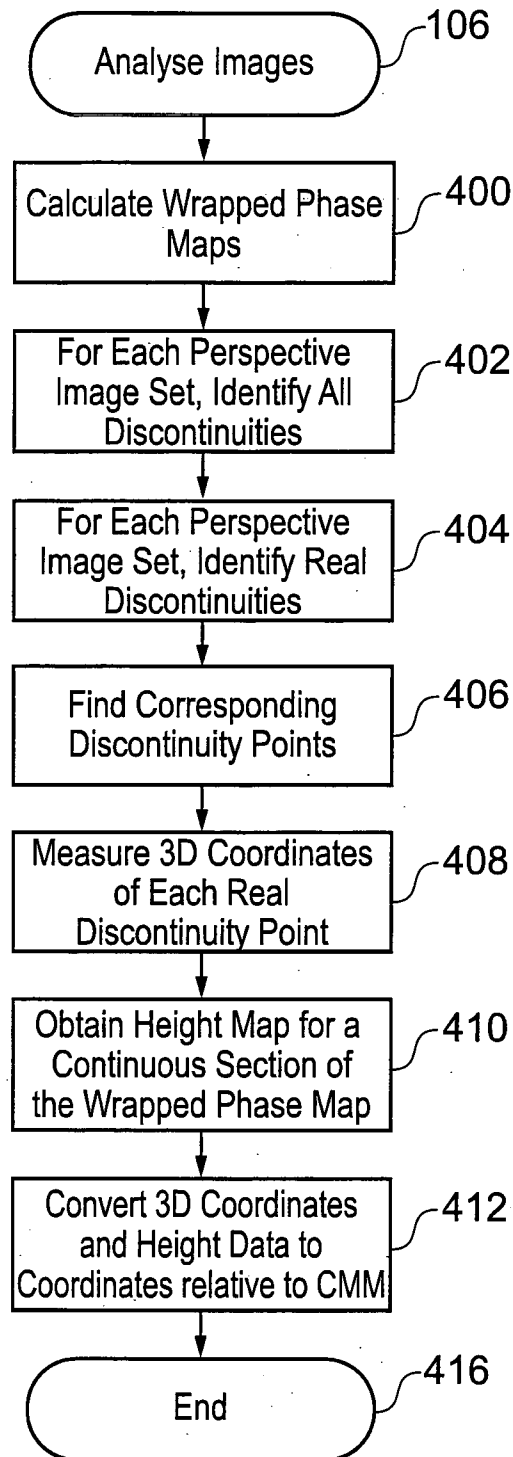 106
Analyse Images
400
Calculate Wrapped Phase
Maps
402
For Each Perspective
Image Set, Identify All
Discontinuities
404
For Each Perspective
Image Set, Identify Real
Discontinuities
406
Find Corresponding
Discontinuity Points
408
Measure 3D Coordinates
of Each Real
Discontinuity Point
410
Obtain Height Map for a
Continuous Section of
the Wrapped Phase Map
412
Convert 3D Coordinates
and Height Data to
Coordinates relative to CMM
416
End